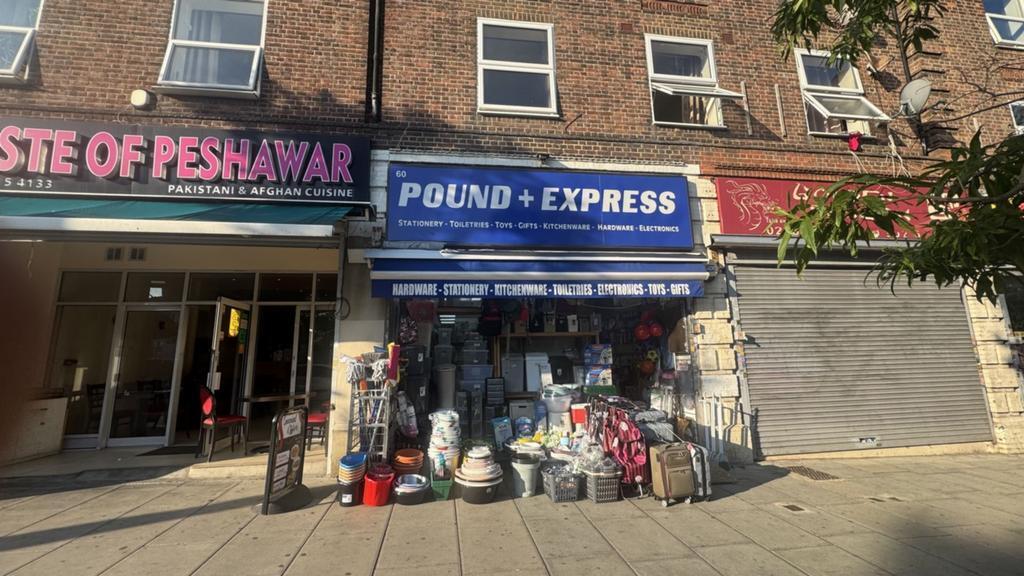 STE OF PESHAWAR
5 4133
PAKISTANI & AFGHAN CUISINE
60
POUND + EXPRESS
STATIONERY - TOILETRIES - TOYS - GIFTS - KITCHENWARE - HARDWARE - ELECTRONICS
HARDWARE - STATIONERY - KITCHENWARE - TOILETRIES - ELECTRONICS - TOYS - GIFTS